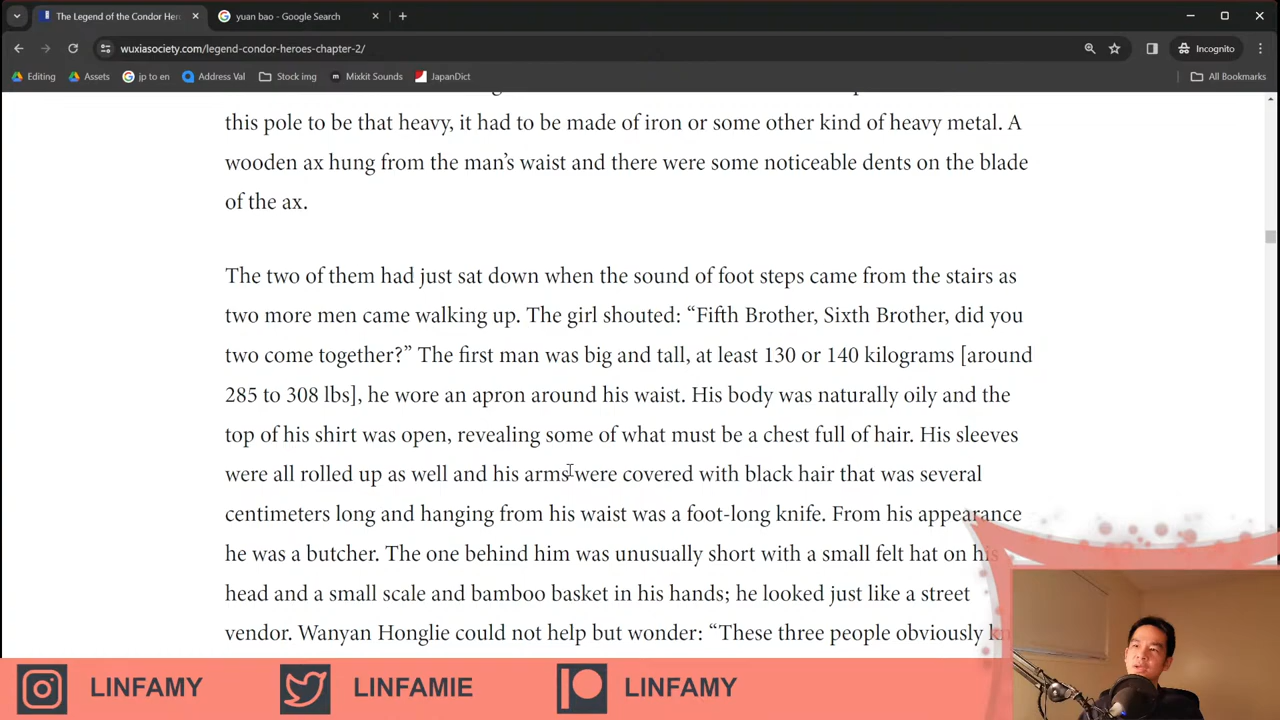 The Legend of the Condor Her
yuan bao - Google Search
wuxiasociety.com/legend-condor-heroes-chapter-2/
Incognito
Editing
Assets
jp to en
Address Val
Stock img
Mixkit Sounds
JapanDict
All Bookmarks
this pole to be that heavy, it had to be made of iron or some other kind of heavy metal. A
wooden ax hung from the man’s waist and there were some noticeable dents on the blade
of the ax.
The two of them had just sat down when the sound of foot steps came from the stairs as
two more men came walking up. The girl shouted: “Fifth Brother, Sixth Brother, did you
two come together?” The first man was big and tall, at least 130 or 140 kilograms [around
285 to 308 lbs], he wore an apron around his waist. His body was naturally oily and the
top of his shirt was open, revealing some of what must be a chest full of hair. His sleeves
were all rolled up as well and his arms were covered with black hair that was several
centimeters long and hanging from his waist was a foot-long knife. From his appearance
he was a butcher. The one behind him was unusually short with a small felt hat on his
head and a small scale and bamboo basket in his hands; he looked just like a street
vendor. Wanyan Honglie could not help but wonder: “These three people obviously
LINFAMY
LINFAMIE
LINFAMY